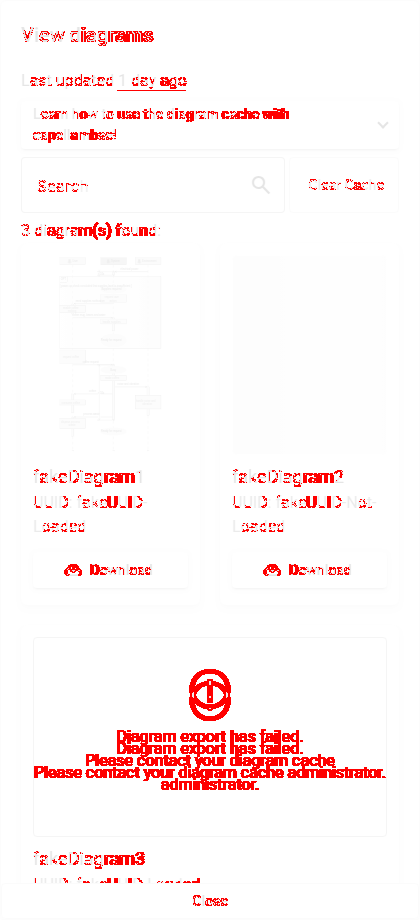 View diagrams
Last updated 1 day ago
Learn how to use the diagram cache with
capellambse!
Search
Clear Cache
3 diagram(s) found:
fakeDiagram1
fakeDiagram2
UUID: fakeUUID
UUID: fakeUUID Not-
Loaded
Loaded
Download
Download
Diagram export has failed.
Diagram export has failed.
Please contact your diagram cache
Please contact your diagram cache administrator.
administrator.
fakeDiagram3
UUID: fakeUUID Loaded
Close